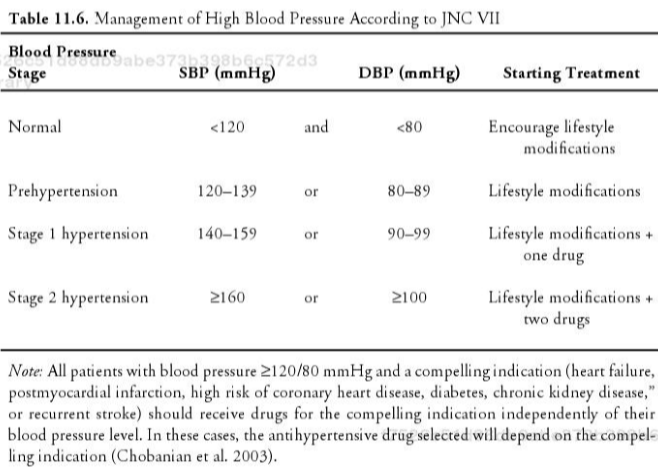 Table 11.6. Management of High Blood Pressure According to JNC VII
Blood Pressure
Stage SBP (mmHg) DBP (mmHg) Starting Treatment
Normal <120 and <80 Encourage lifestyle
modifications
Prehypertension 120–139 or 80–89 Lifestyle modifications
Stage 1 hypertension 140–159 or 90–99 Lifestyle modifications +
one drug
Stage 2 hypertension ≥160 or ≥100 Lifestyle modifications +
two drugs
Note: All patients with blood pressure ≥120/80 mmHg and a compelling indication (heart failure,
postmyocardial infarction, high risk of coronary heart disease, diabetes, chronic kidney disease,"
or recurrent stroke) should receive drugs for the compelling indication independently of their
blood pressure level. In these cases, the antihypertensive drug selected will depend on the compel-
ling indication (Chobanian et al. 2003).